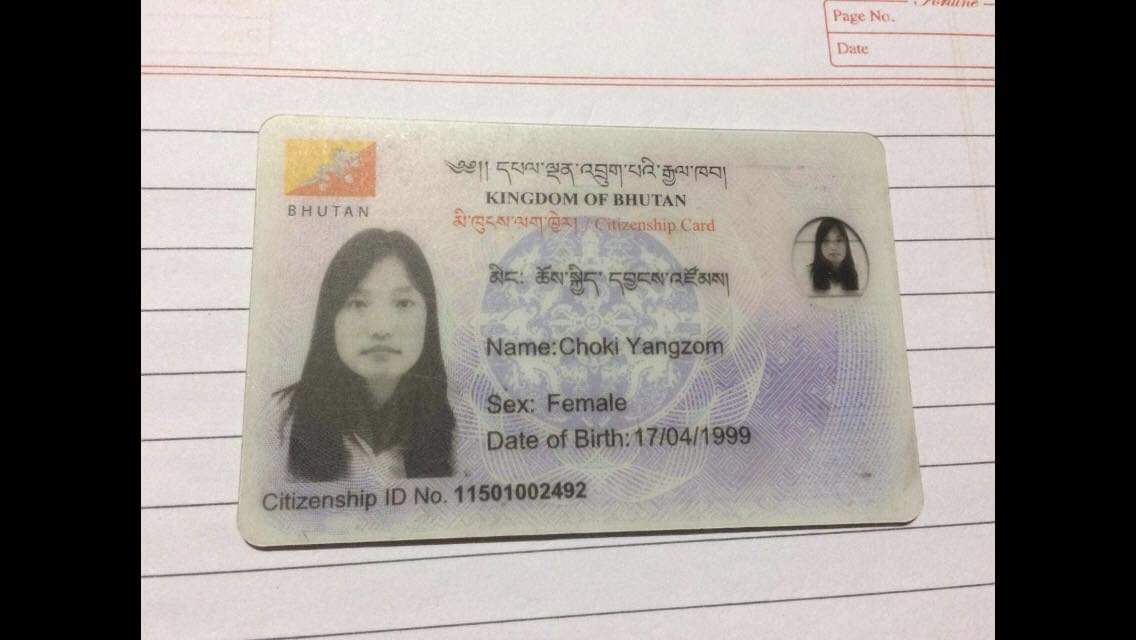 Fortune
Page No.
Date
BHUTAN
༄༅།། དཔལ་ལྡན་འབྲུག་པའི་རྒྱལ་ཁབ།
KINGDOM OF BHUTAN
མི་ཁུངས་ལག་ཁྱེར། / Citizenship Card
མིང་: ཆོས་སྐྱིད་ དབྱངས་འཛོམས།
Name:Choki Yangzom
Sex: Female
Date of Birth:17/04/1999
Citizenship ID No. 11501002492